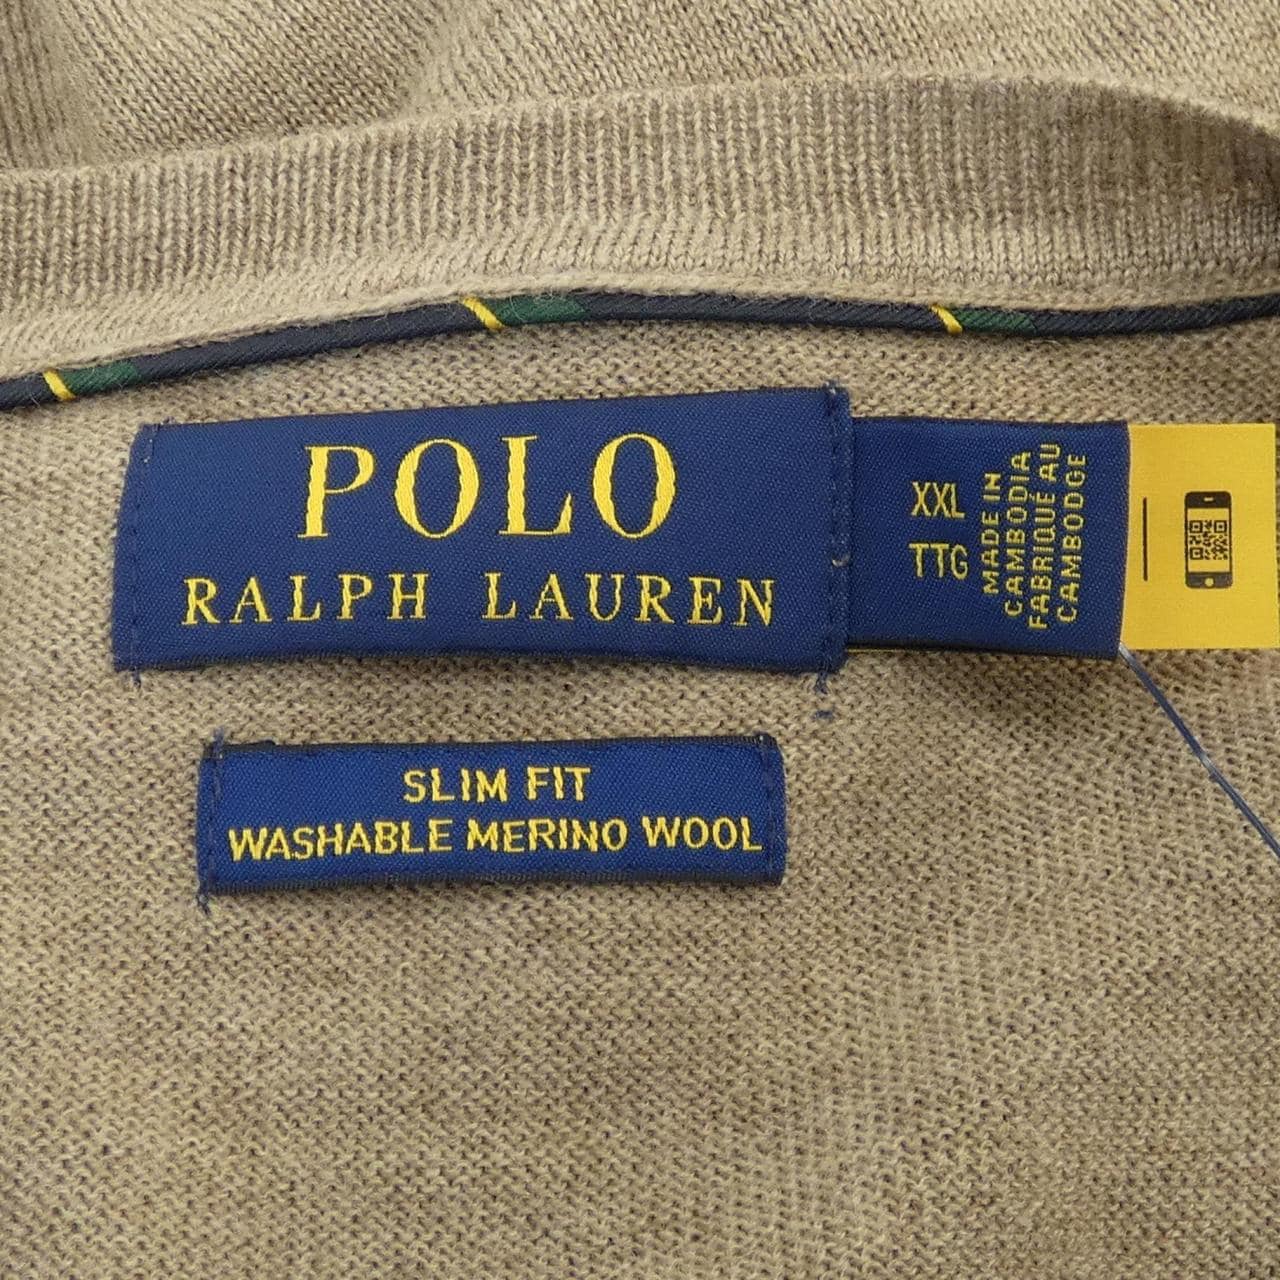 POLO
RALPH LAUREN
XXL
TTG
MADE IN
CAMBODIA
FABRIQUÉ AU
CAMBODGE
SLIM FIT
WASHABLE MERINO WOOL